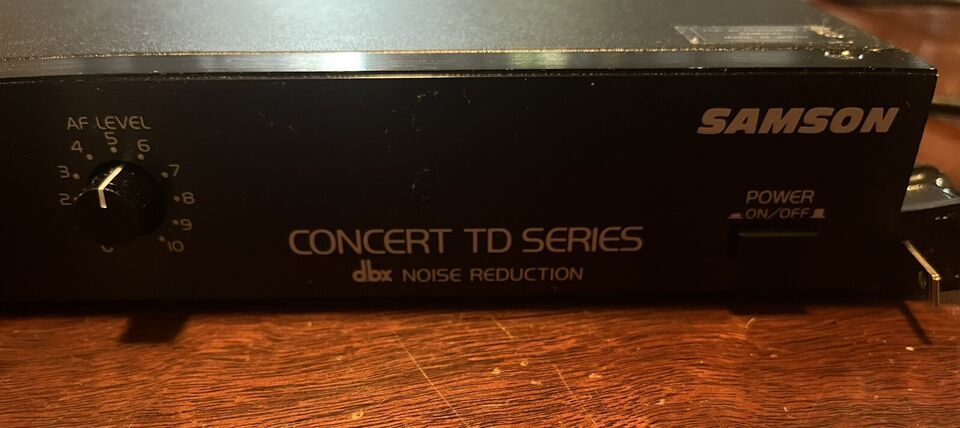 AF LEVEL
5
4
6
3
7
2
8
9
0
10
SAMSON
POWER
ON/OFF
CONCERT TD SERIES
dbx NOISE REDUCTION